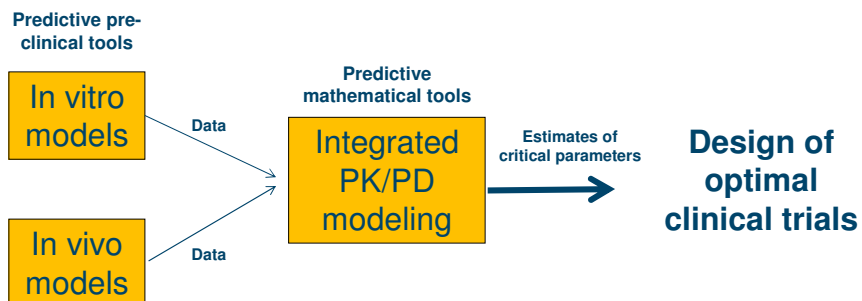 Predictive pre-
clinical tools
In vitro
models
Data
In vivo
models
Data
Predictive
mathematical tools
Integrated
PK/PD
modeling
Estimates of
critical parameters
Design of
optimal
clinical trials